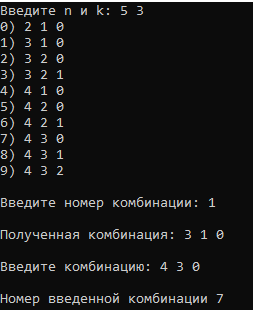 Введите n и k: 5 3
0) 2 1 0
1) 3 1 0
2) 3 2 0
3) 3 2 1
4) 4 1 0
5) 4 2 0
6) 4 2 1
7) 4 3 0
8) 4 3 1
9) 4 3 2
Введите номер комбинации: 1
Полученная комбинация: 3 1 0
Введите комбинацию: 4 3 0
Номер введенной комбинации 7